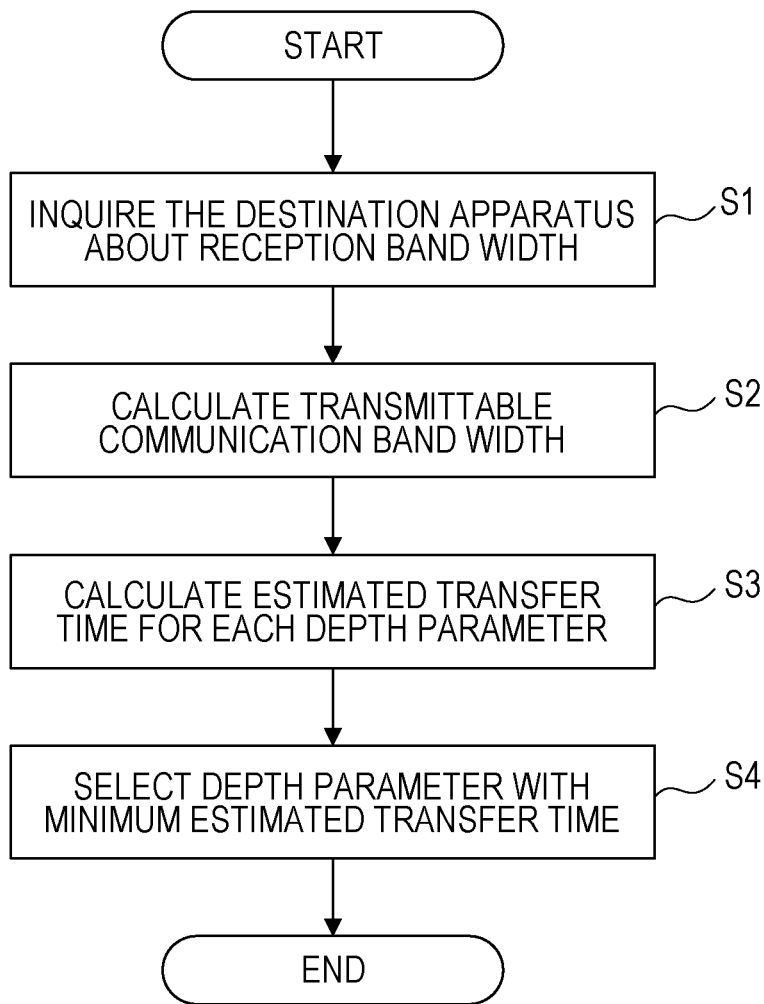 START
INQUIRE THE DESTINATION APPARATUS
ABOUT RECEPTION BAND WIDTH
S1
CALCULATE TRANSMITTABLE
COMMUNICATION BAND WIDTH
S2
CALCULATE ESTIMATED TRANSFER
TIME FOR EACH DEPTH PARAMETER
S3
SELECT DEPTH PARAMETER WITH
MINIMUM ESTIMATED TRANSFER TIME
S4
END